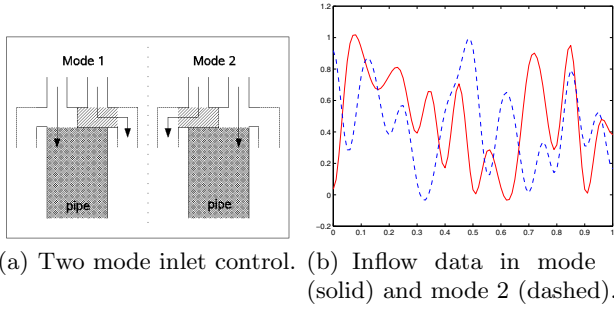 Mode 1
Mode 2
pipe
pipe
1.2
1
0.8
0.6
0.4
0.2
0
−0.2
0 0.1 0.2 0.3 0.4 0.5 0.6 0.7 0.8 0.9 1
(a) Two mode inlet control.
(b) Inflow data in mode
(solid) and mode 2 (dashed).